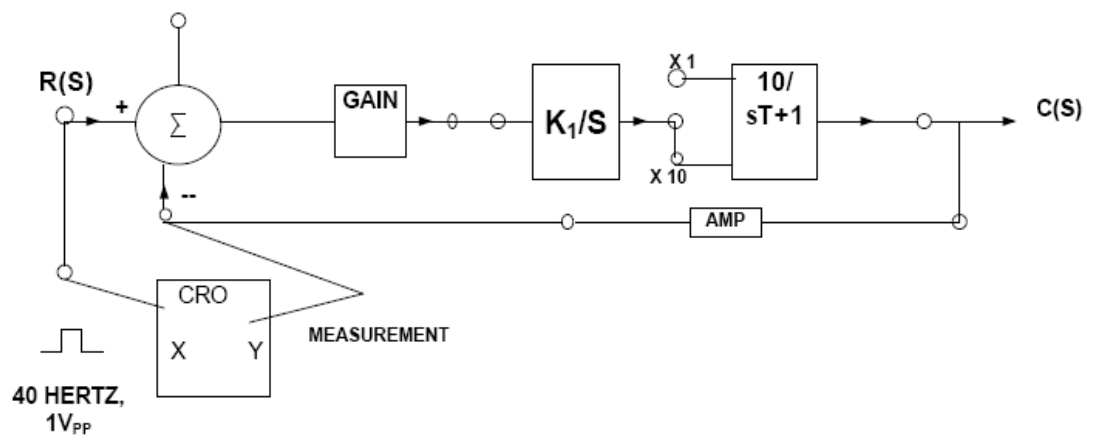 R(S)
+
Σ
GAIN
K1/S
X 1
X 10
10/
sT+1
C(S)
--
AMP
CRO
X Y
MEASUREMENT
40 HERTZ,
1VPP